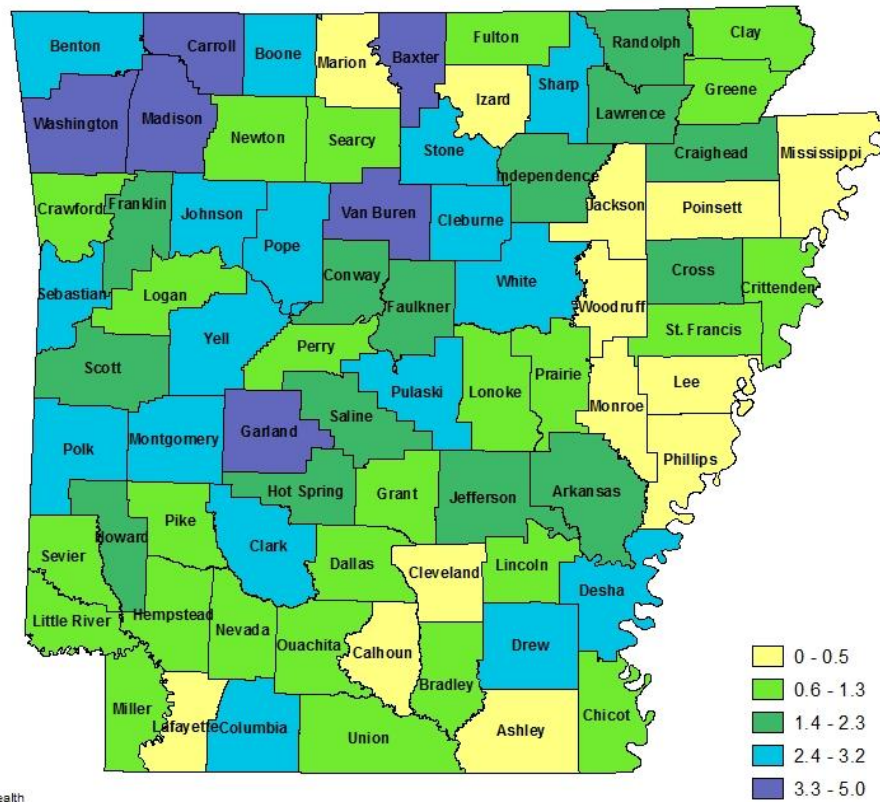 Benton
Carroll
Boone
Marion
Baxter
Fulton
Randolph
Clay
Sharp
Izard
Greene
Lawrence
Washington
Madison
Newton
Searcy
Stone
Independence
Craighead
Mississippi
Crawford
Franklin
Johnson
Pope
Van Buren
Cleburne
Jackson
Poinsett
Sebastian
Logan
Conway
Faulkner
White
Woodruff
Cross
Crittenden
St. Francis
Scott
Yell
Perry
Pulaski
Lonoke
Prairie
Monroe
Lee
Phillips
Polk
Montgomery
Garland
Saline
Hot Spring
Grant
Jefferson
Arkansas
Howard
Pike
Clark
Dallas
Cleveland
Lincoln
Desha
Sevier
Little River
Hempstead
Nevada
Ouachita
Calhoun
Bradley
Drew
Miller
Lafayette
Columbia
Union
Ashley
Chicot
0 - 0.5
0.6 - 1.3
1.4 - 2.3
2.4 - 3.2
3.3 - 5.0